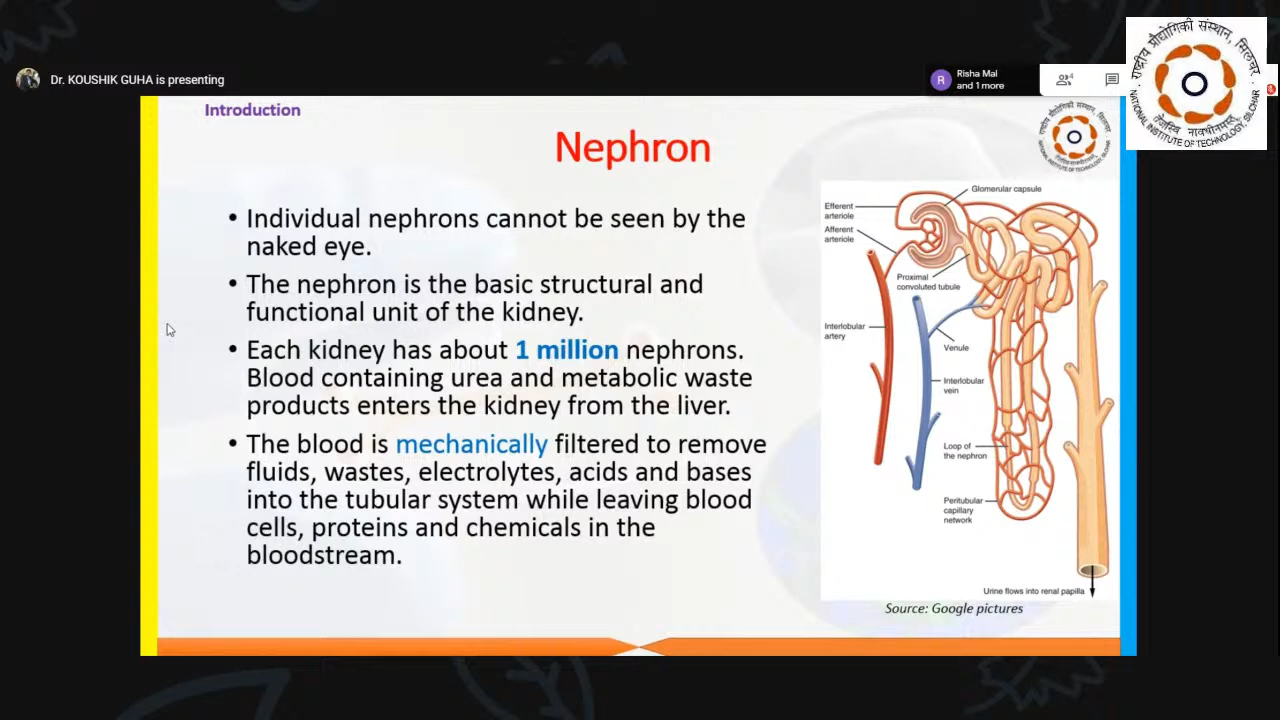 Dr. KOUSHIK GUHA is presenting
R
Risha Mal
and 1 more
4
राष्ट्रीय प्रौद्योगिकी संस्थान, सिलचर
NATIONAL INSTITUTE OF TECHNOLOGY, SILCHAR
Introduction
Nephron
• Individual nephrons cannot be seen by the
naked eye.
• The nephron is the basic structural and
functional unit of the kidney.
• Each kidney has about 1 million nephrons.
Blood containing urea and metabolic waste
products enters the kidney from the liver.
• The blood is mechanically filtered to remove
fluids, wastes, electrolytes, acids and bases
into the tubular system while leaving blood
cells, proteins and chemicals in the
bloodstream.
Glomerular capsule
Efferent
arteriole
Afferent
arteriole
Proximal
convoluted tubule
Interlobular
artery
Venule
Interlobular
vein
Loop of
the nephron
Peritubular
capillary
network
Urine flows into renal papilla
Source: Google pictures